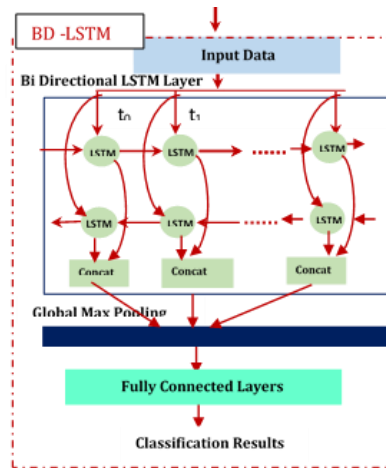 BD -LSTM
Input Data
Bi Directional LSTM Layer
t₀ t₁
LSTM LSTM LSTM
LSTM LSTM LSTM
Concat Concat Concat
Global Max Pooling
Fully Connected Layers
Classification Results